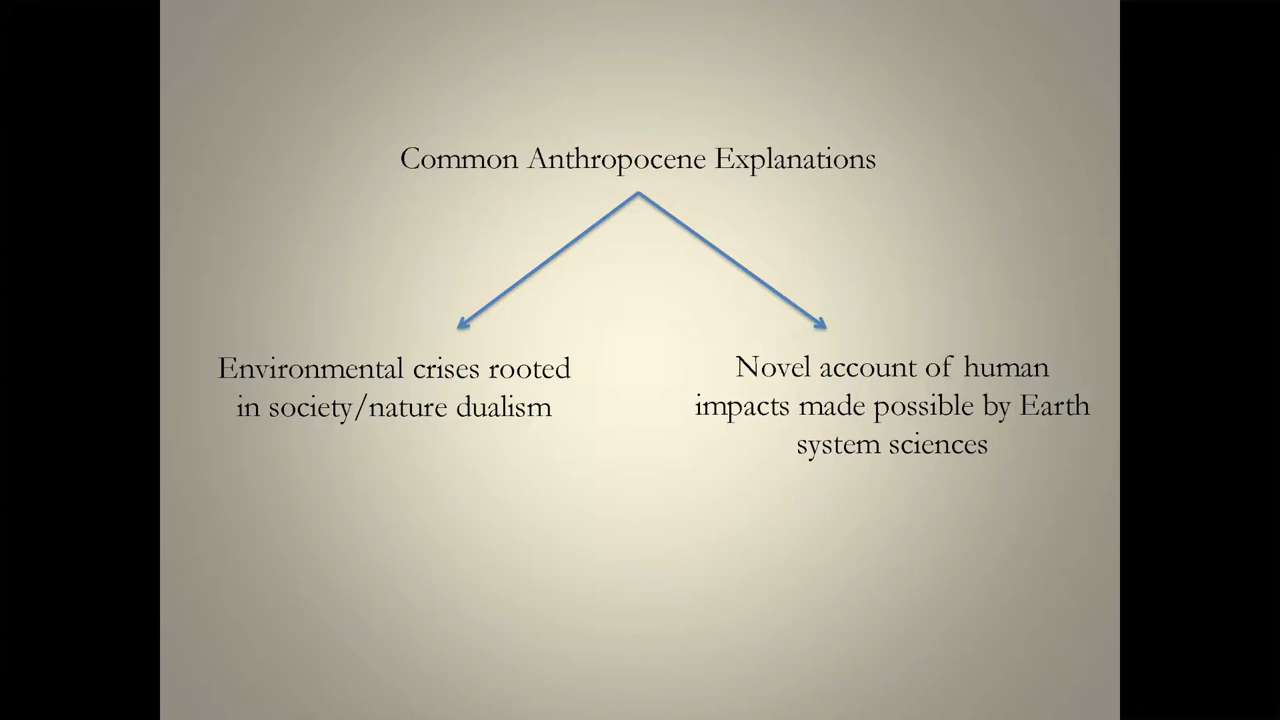 Common Anthropocene Explanations
Environmental crises rooted
in society/nature dualism
Novel account of human
impacts made possible by Earth
system sciences